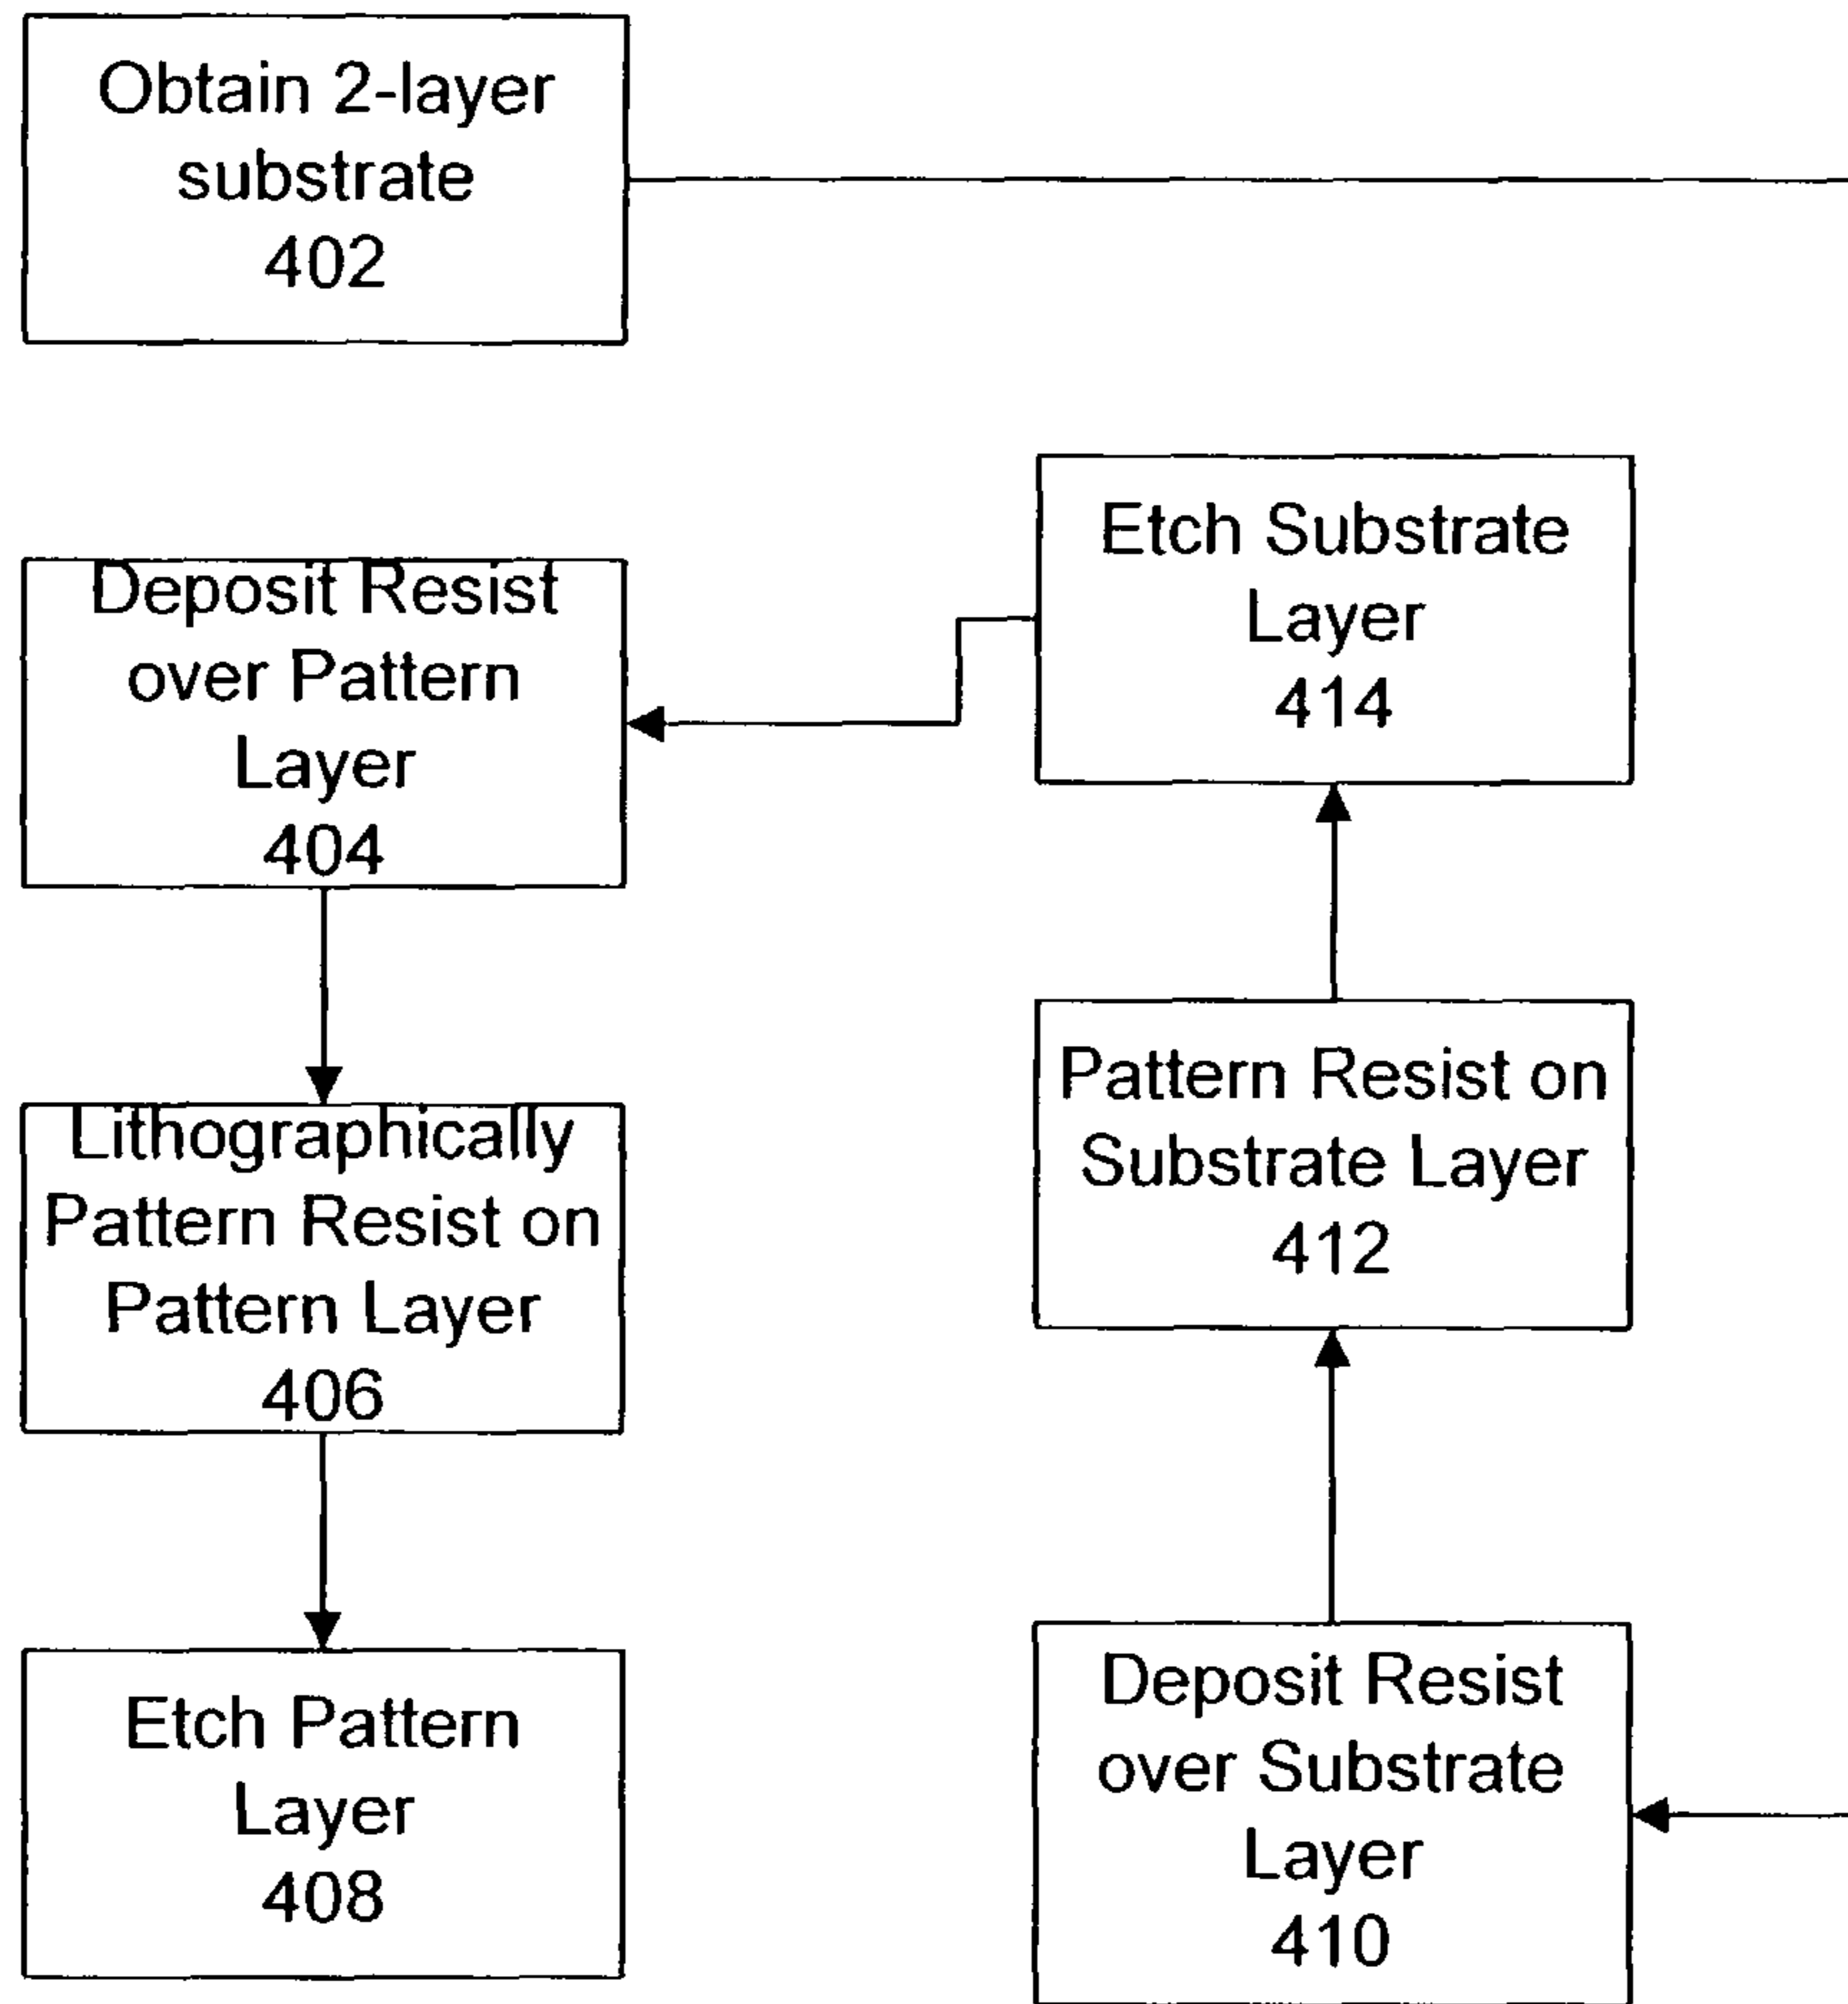 Obtain 2-layer
substrate
402
Deposit Resist
over Pattern
Layer
404
Lithographically
Pattern Resist on
Pattern Layer
406
Etch Pattern
Layer
408
Etch Substrate
Layer
414
Pattern Resist on
Substrate Layer
412
Deposit Resist
over Substrate
Layer
410